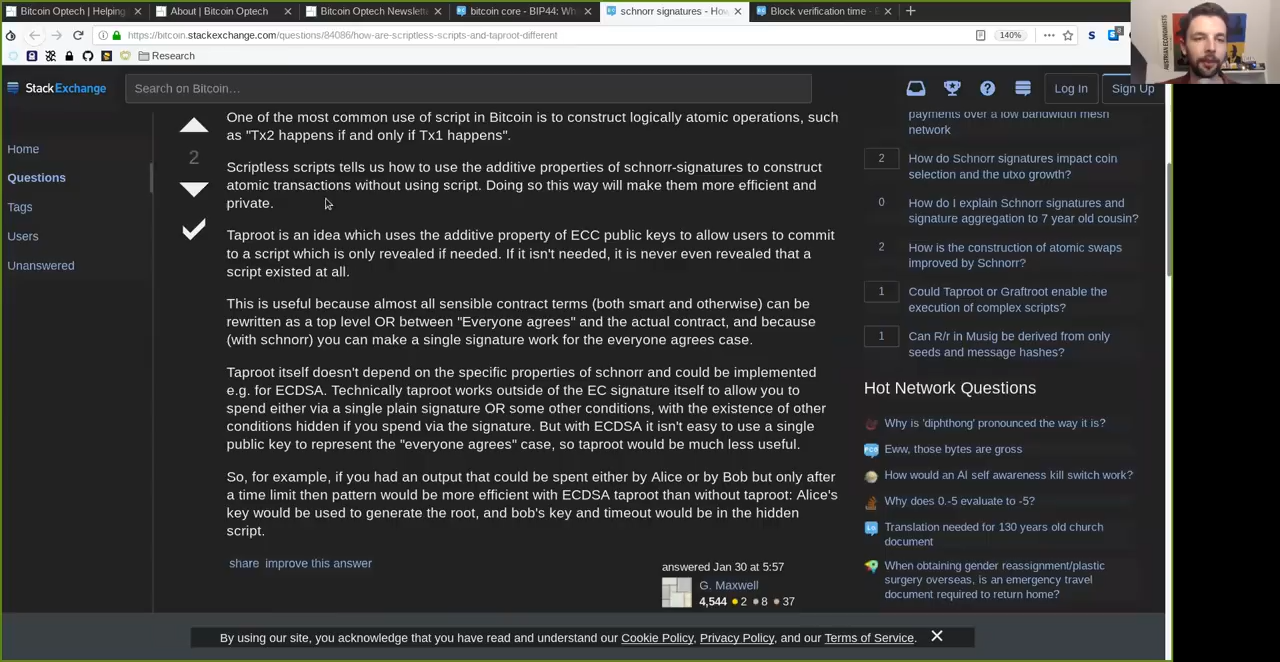 Bitcoin Optech | Helping
About | Bitcoin Optech
Bitcoin Optech Newslett
bitcoin core - BIP44: Wh
schnorr signatures - How
Block verification time -
https://bitcoin.stackexchange.com/questions/84086/how-are-scriptless-scripts-and-taproot-different
140%
Research
StackExchange
Search on Bitcoin…
Log In
Sign Up
Home
Questions
Tags
Users
Unanswered
2
One of the most common use of script in Bitcoin is to construct logically atomic operations, such
as "Tx2 happens if and only if Tx1 happens".
Scriptless scripts tells us how to use the additive properties of schnorr-signatures to construct
atomic transactions without using script. Doing so this way will make them more efficient and
private.
Taproot is an idea which uses the additive property of ECC public keys to allow users to commit
to a script which is only revealed if needed. If it isn't needed, it is never even revealed that a
script existed at all.
This is useful because almost all sensible contract terms (both smart and otherwise) can be
rewritten as a top level OR between "Everyone agrees" and the actual contract, and because
(with schnorr) you can make a single signature work for the everyone agrees case.
Taproot itself doesn't depend on the specific properties of schnorr and could be implemented
e.g. for ECDSA. Technically taproot works outside of the EC signature itself to allow you to
spend either via a single plain signature OR some other conditions, with the existence of other
conditions hidden if you spend via the signature. But with ECDSA it isn't easy to use a single
public key to represent the "everyone agrees" case, so taproot would be much less useful.
So, for example, if you had an output that could be spent either by Alice or by Bob but only after
a time limit then pattern would be more efficient with ECDSA taproot than without taproot: Alice's
key would be used to generate the root, and bob's key and timeout would be in the hidden
script.
share improve this answer
answered Jan 30 at 5:57
G. Maxwell
4,544 2 8 37
payments over a low bandwidth mesh
network
2 How do Schnorr signatures impact coin
selection and the utxo growth?
0 How do I explain Schnorr signatures and
signature aggregation to 7 year old cousin?
2 How is the construction of atomic swaps
improved by Schnorr?
1 Could Taproot or Graftroot enable the
execution of complex scripts?
1 Can R/r in Musig be derived from only
seeds and message hashes?
Hot Network Questions
Why is 'diphthong' pronounced the way it is?
Eww, those bytes are gross
How would an AI self awareness kill switch work?
Why does 0.-5 evaluate to -5?
Translation needed for 130 years old church
document
When obtaining gender reassignment/plastic
surgery overseas, is an emergency travel
document required to return home?
By using our site, you acknowledge that you have read and understand our Cookie Policy, Privacy Policy, and our Terms of Service.